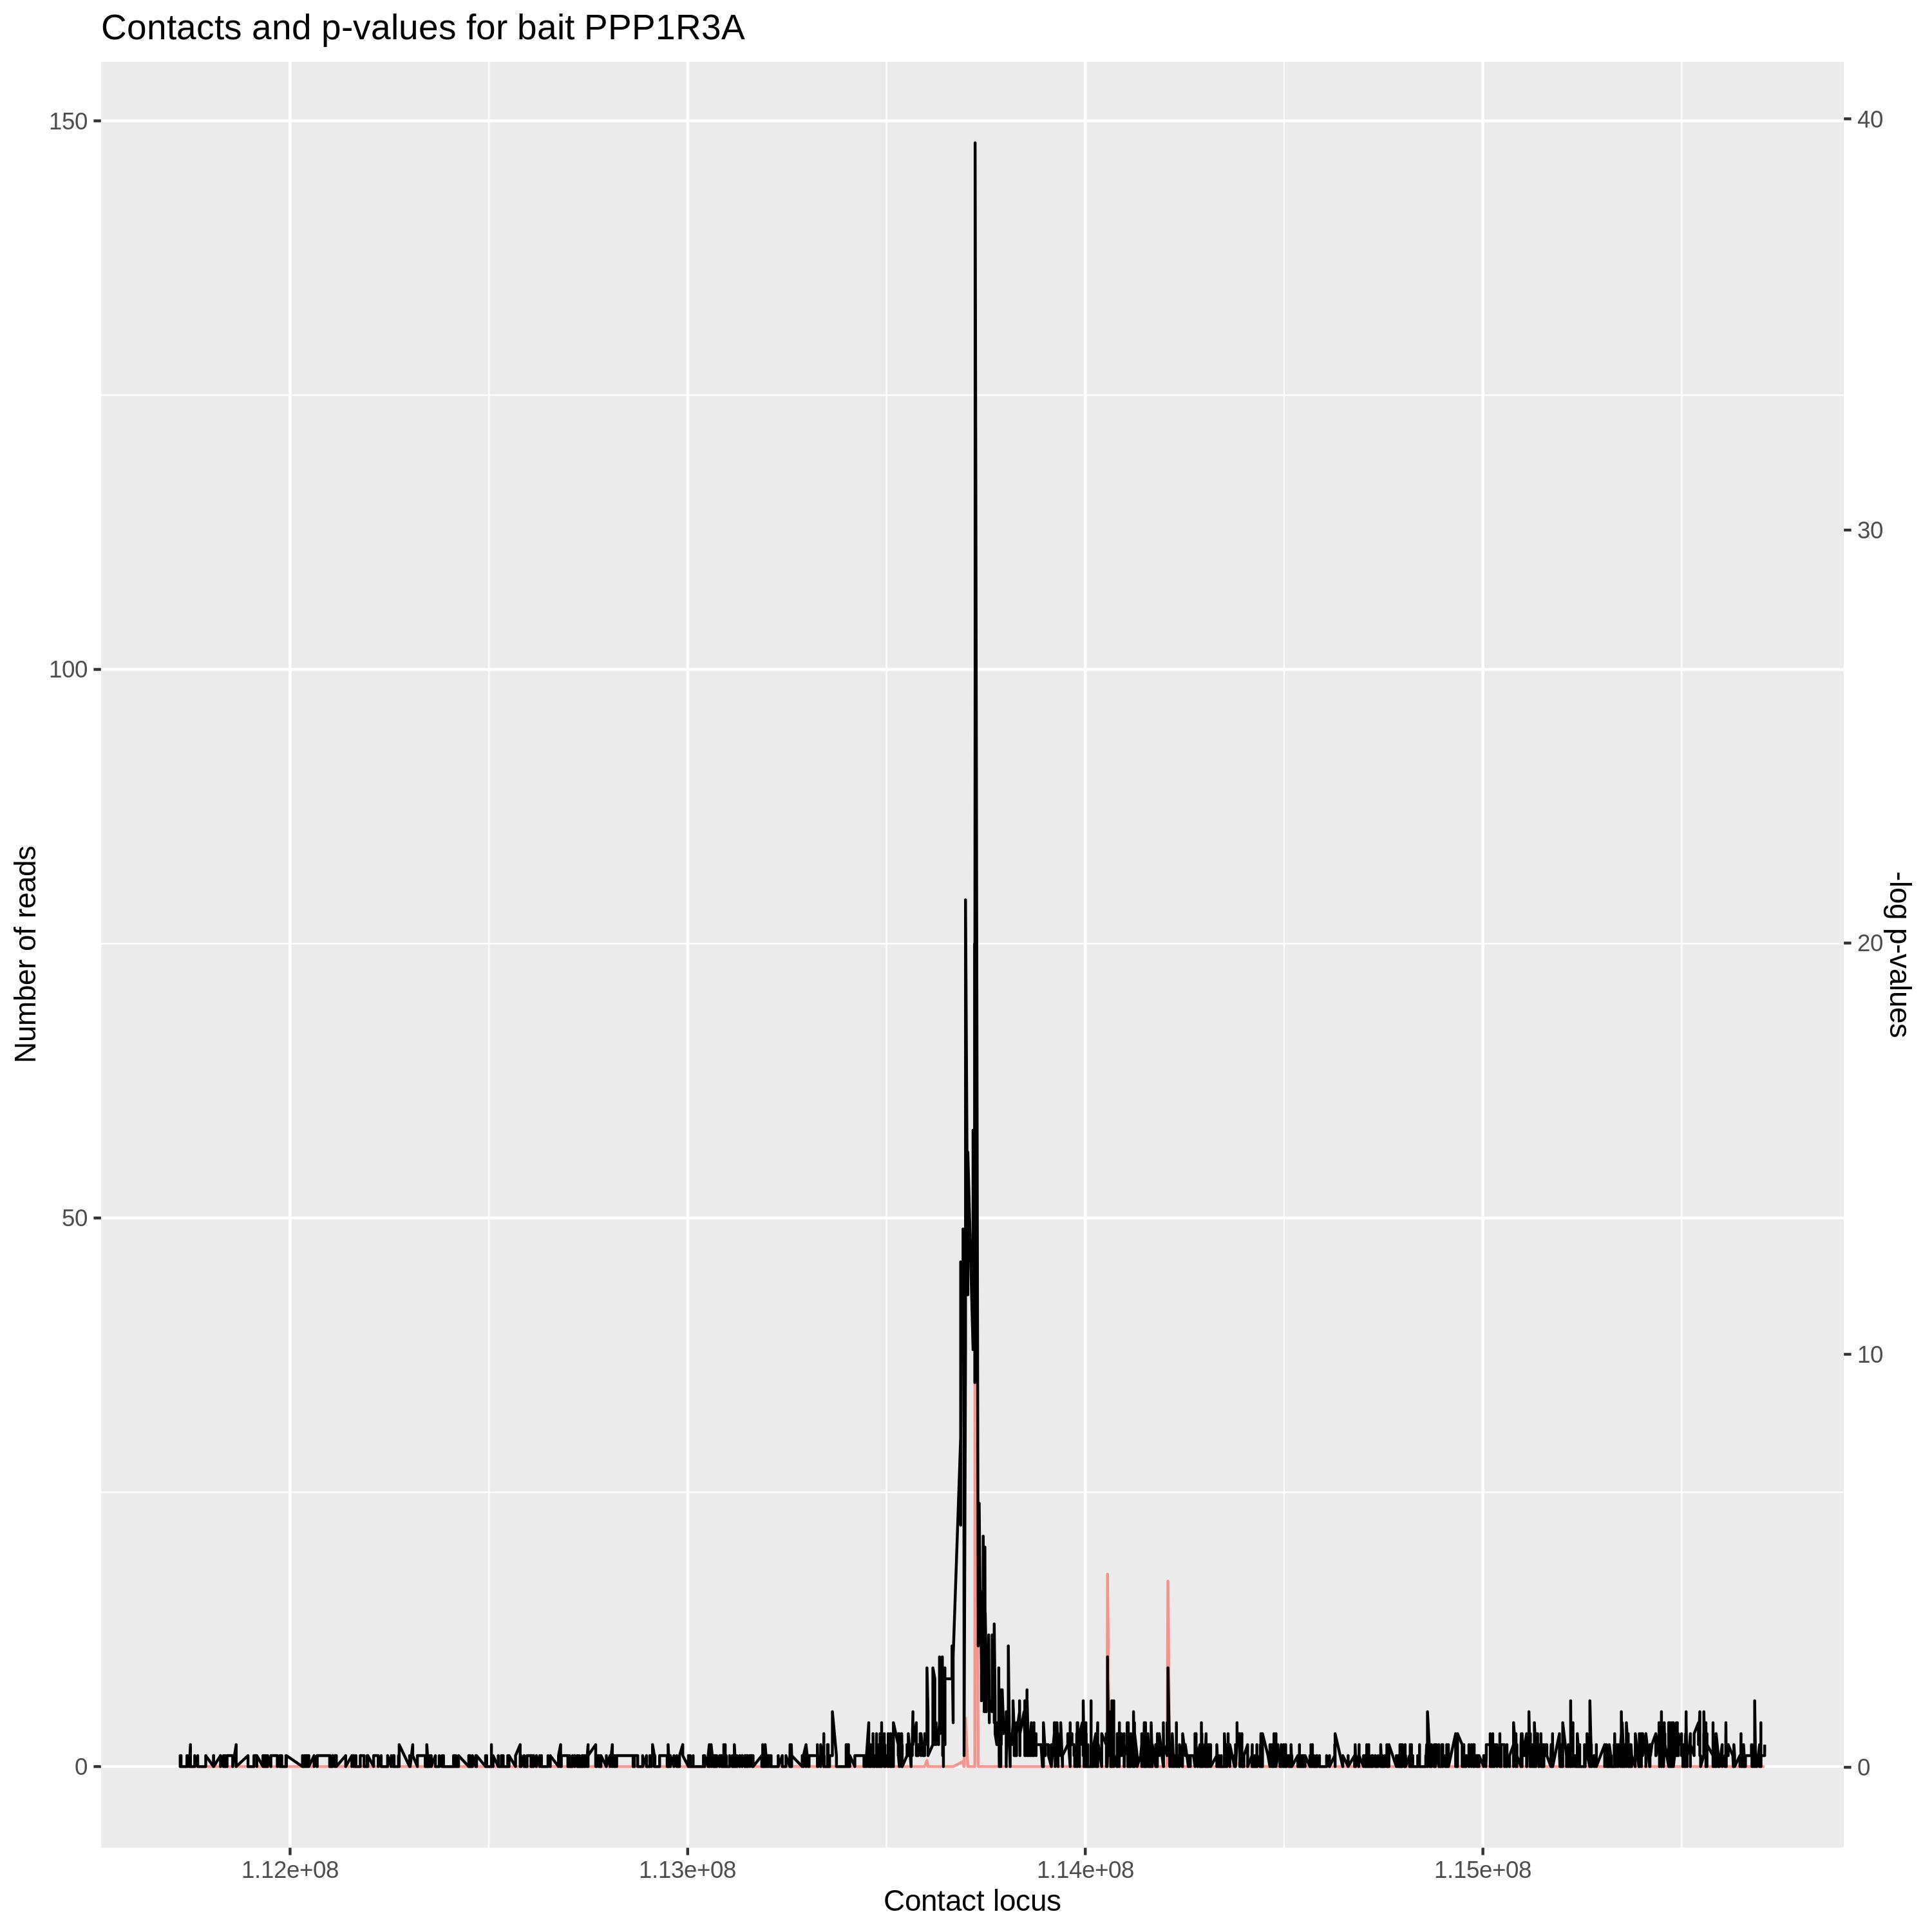 Contacts and p-values for bait PPP1R3A
150
100
50
0
Number of reads
40
30
20
10
0
-log p-values
1.12e+08
1.13e+08
1.14e+08
1.15e+08
Contact locus